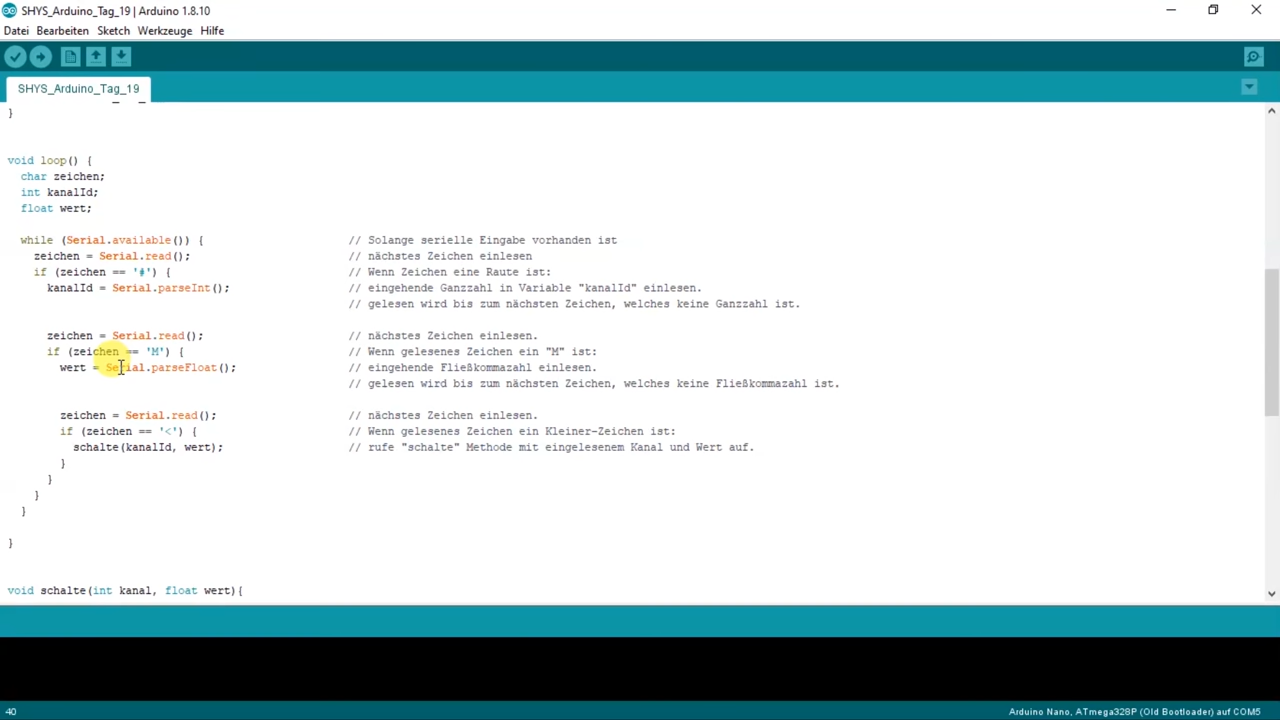 SHYS_Arduino_Tag_19 | Arduino 1.8.10
Datei Bearbeiten Sketch Werkzeuge Hilfe
SHYS_Arduino_Tag_19
}
void loop() {
char zeichen;
int kanalId;
float wert;
while (Serial.available()) { // Solange serielle Eingabe vorhanden ist
zeichen = Serial.read(); // nächstes Zeichen einlesen
if (zeichen == '#') { // Wenn Zeichen eine Raute ist:
kanalId = Serial.parseInt(); // eingehende Ganzzahl in Variable "kanalId" einlesen.
// gelesen wird bis zum nächsten Zeichen, welches keine Ganzzahl ist.
zeichen = Serial.read(); // nächstes Zeichen einlesen.
if (zeichen == 'M') { // Wenn gelesenes Zeichen ein "M" ist:
wert = Serial.parseFloat(); // eingehende Fließkommazahl einlesen.
// gelesen wird bis zum nächsten Zeichen, welches keine Fließkommazahl ist.
zeichen = Serial.read(); // nächstes Zeichen einlesen.
if (zeichen == '<') { // Wenn gelesenes Zeichen ein Kleiner-Zeichen ist:
schalte(kanalId, wert); // rufe "schalte" Methode mit eingelesenem Kanal und Wert auf.
}
}
}
}
}
void schalte(int kanal, float wert){
40 Arduino Nano, ATmega328P (Old Bootloader) auf COM5